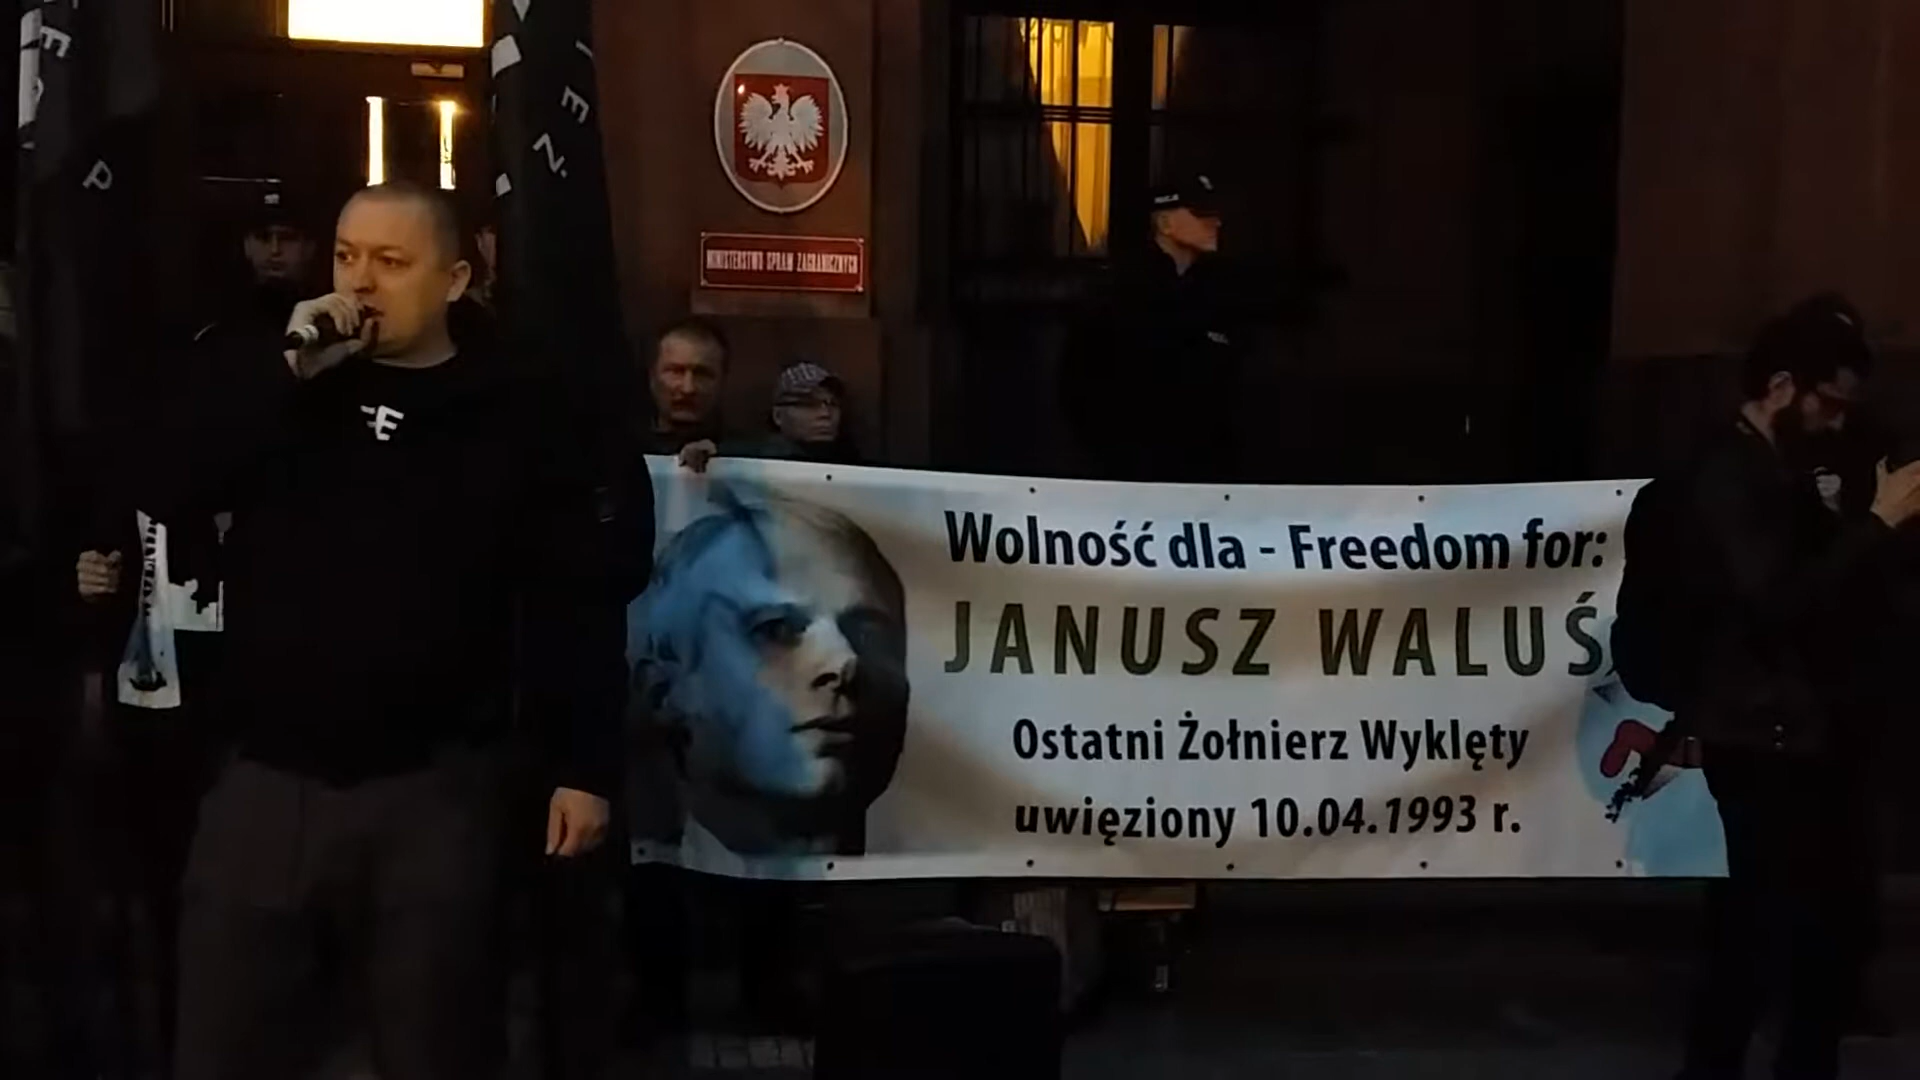 MINISTERSTWO SPRAW ZAGRANICZNYCH
Wolność dla - Freedom for:
JANUSZ WALUŚ
Ostatni Żołnierz Wyklęty
uwięziony 10.04.1993 r.